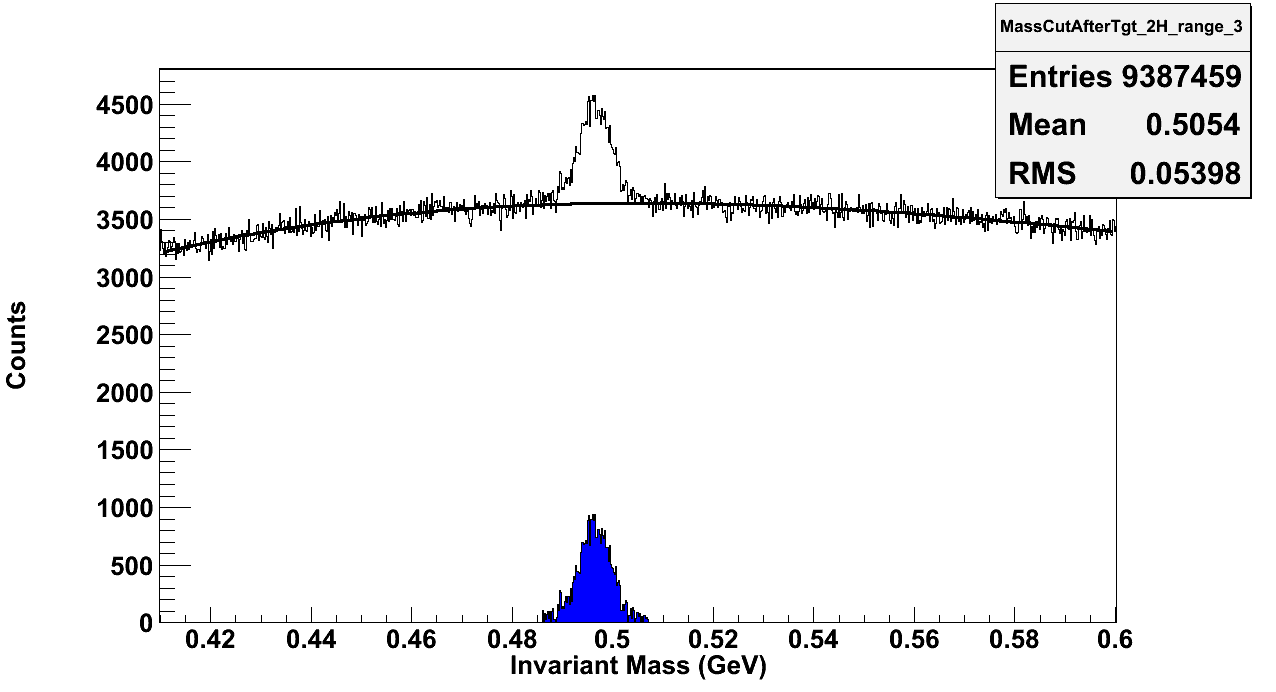 MassCutAfterTgt_2H_range_3
Entries 9387459
Mean 0.5054
RMS 0.05398
4500
4000
3500
3000
2500
2000
1500
1000
500
0
Counts
0.42 0.44 0.46 0.48 0.5 0.52 0.54 0.56 0.58 0.6
Invariant Mass (GeV)